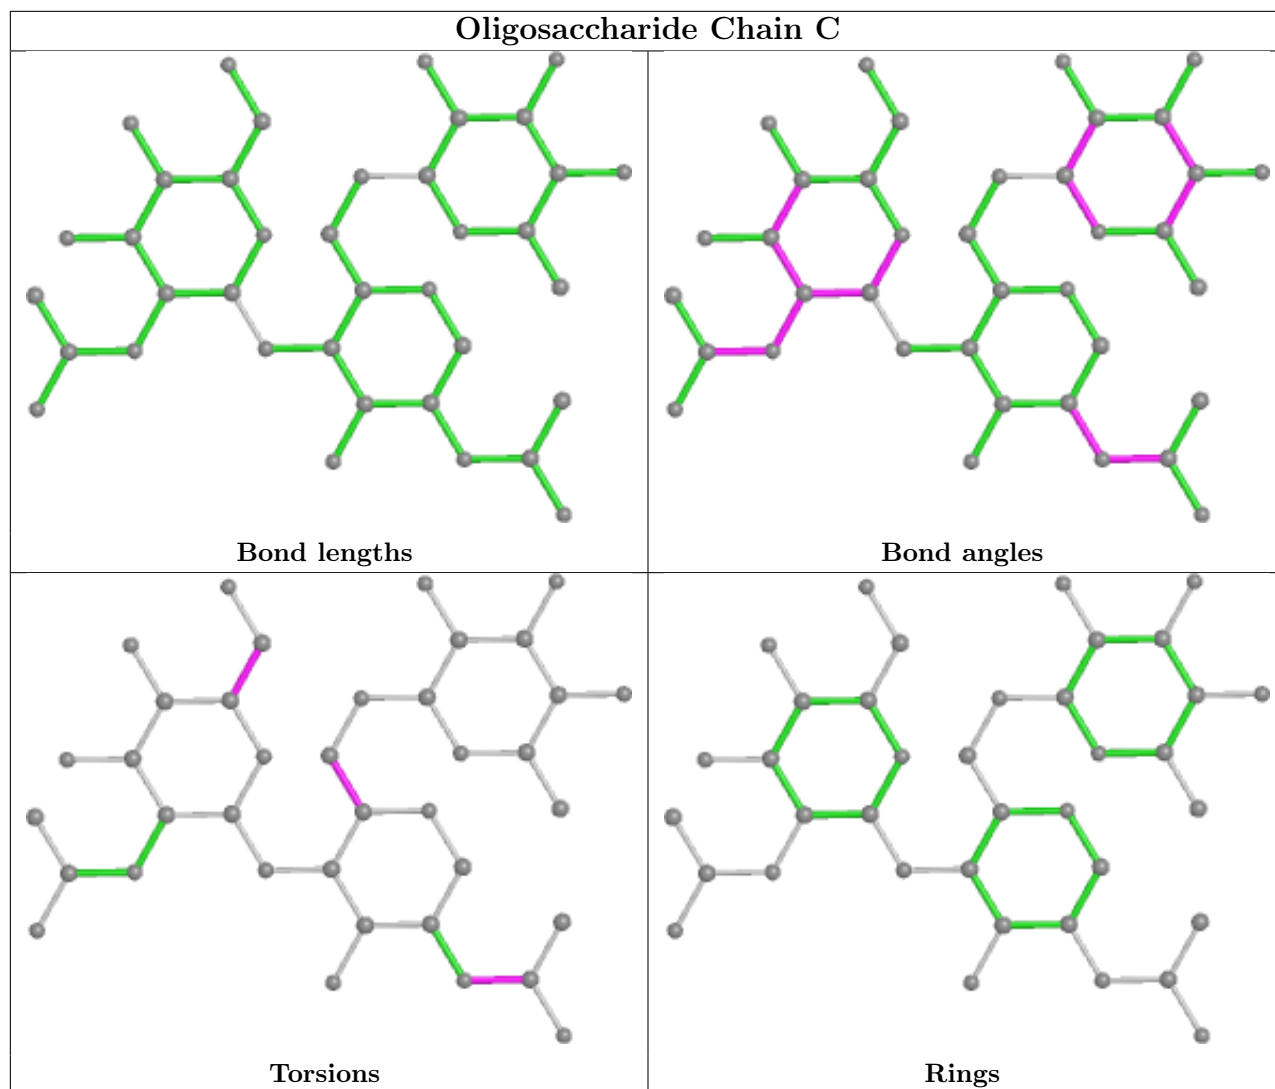 Oligosaccharide Chain C
Bond lengths
Bond angles
Torsions
Rings